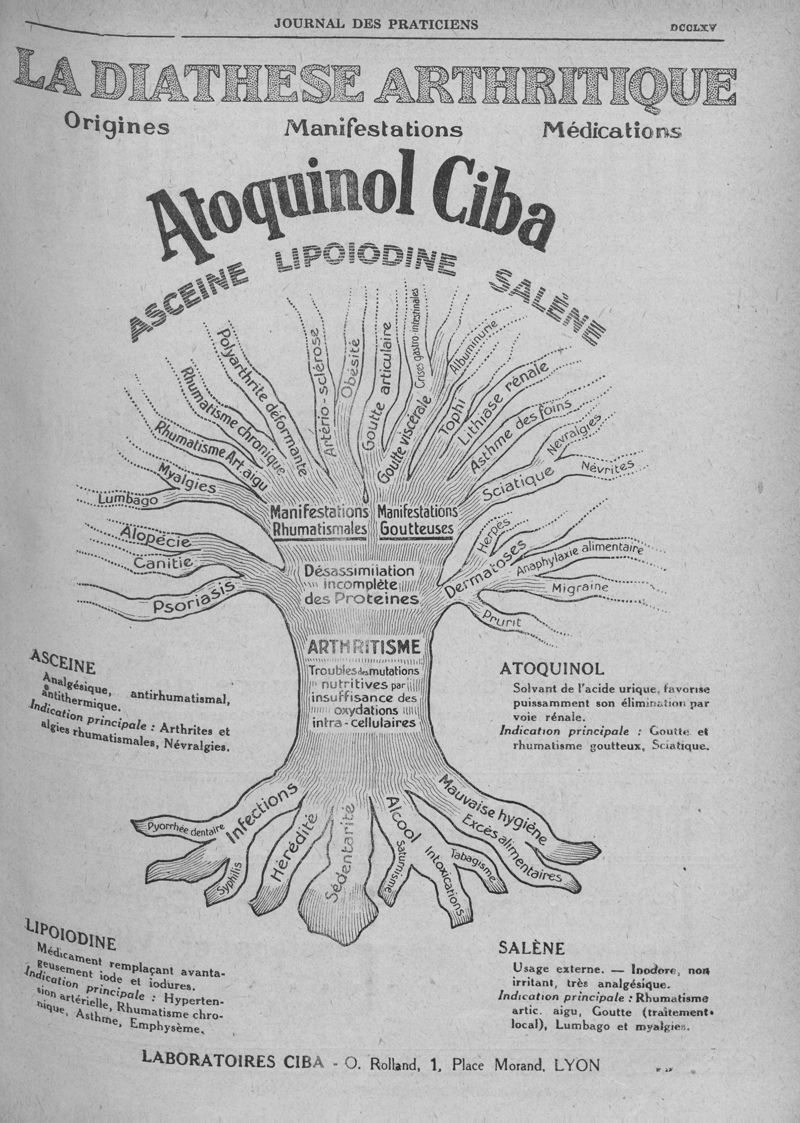 JOURNAL DES PRATICIENS
DCCLXV
LA DIATHESE ARTHRITIQUE
Origines Manifestations Médications
Atoquinol Ciba
ASCEINE LIPOIODINE SALÈNE
Lumbago
Myalgies
Rhumatisme Art. aigu
Rhumatisme chronique
Polyarthrite déformante
Artério-sclérose
Obésité
Goutte articulaire
Goutte viscérale
Crises gastro intestinales
Albuminurie
Tophi
Lithiase rénale
Asthme des foins
Sciatique
Névralgies
Névrites
Alopécie
Canitie
Psoriasis
Manifestations
Rhumatismales
Manifestations
Goutteuses
Dermatoses
Herpès
Anaphylaxie alimentaire
Migraine
Prurit
Désassimilation
incomplète
des Proteines
ARTHRITISME
Troubles des mutations
nutritives par
insuffisance des
oxydations
intra-cellulaires
ASCEINE
Analgésique, antirhumatismal,
antithermique.
Indication principale : Arthrites et
algies rhumatismales, Névralgies.
ATOQUINOL
Solvant de l'acide urique, favorise
puissamment son élimination par
voie rénale.
Indication principale : Goutte et
rhumatisme goutteux, Sciatique.
Pyorrhée dentaire
Infections
Syphilis
Hérédité
Sédentarité
Alcool
Saturnisme
Intoxications
Tabagisme
Mauvaise hygiène
Excès alimentaires
LIPOIODINE
Médicament remplaçant avanta-
geusement iode et iodures.
Indication principale : Hyperten-
sion artérielle, Rhumatisme chro-
nique, Asthme, Emphysème.
SALÈNE
Usage externe. — Inodore, non
irritant, très analgésique.
Indication principale : Rhumatisme
artic. aigu, Goutte (traitement
local), Lumbago et myalgies.
LABORATOIRES CIBA - O. Rolland, 1, Place Morand, LYON